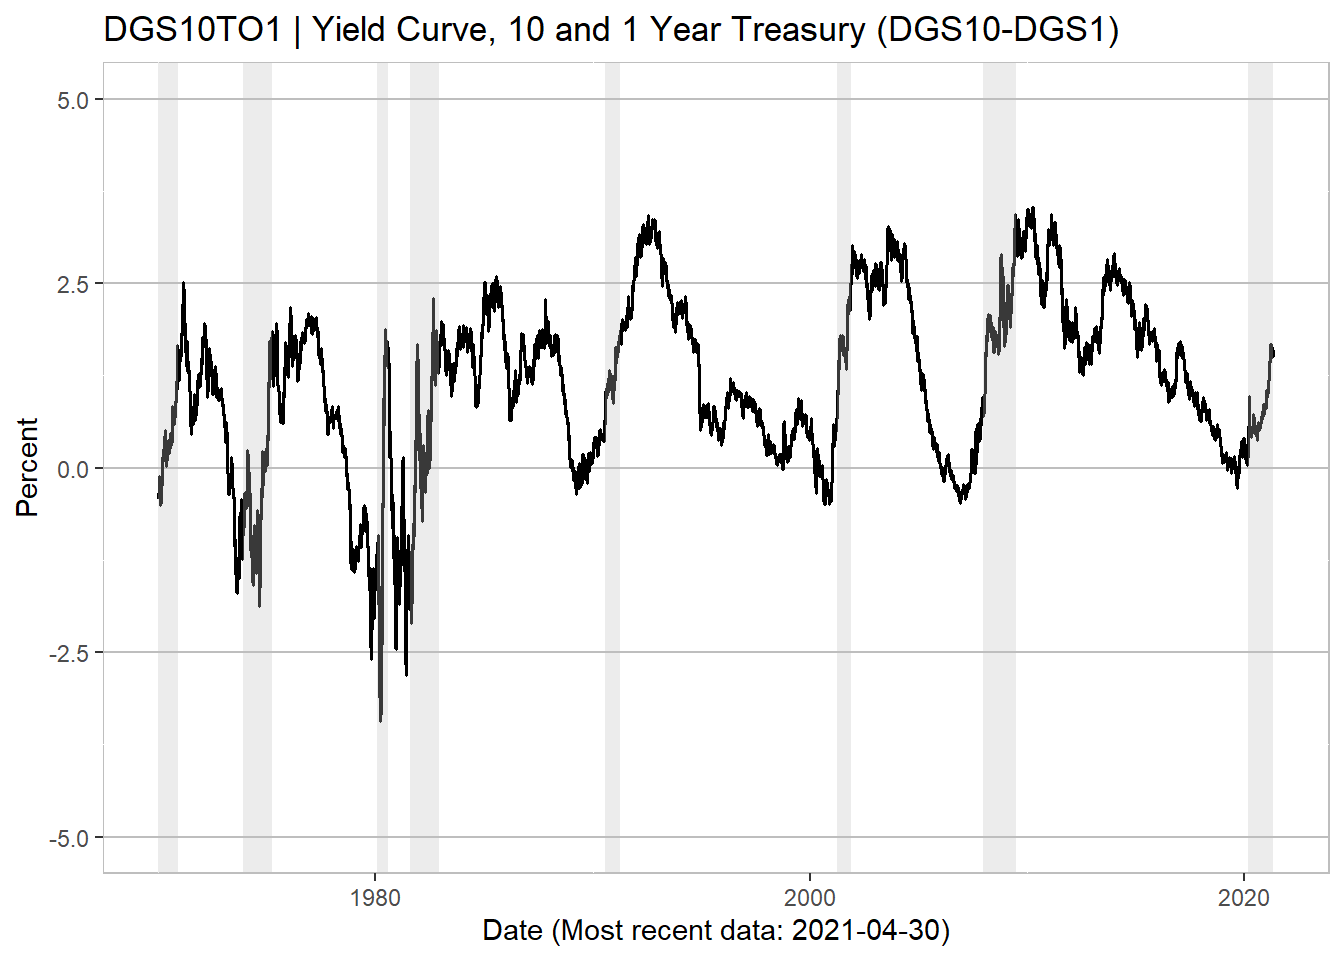 DGS10TO1 | Yield Curve, 10 and 1 Year Treasury (DGS10-DGS1)
5.0
2.5
0.0
-2.5
-5.0
Percent
1980 2000 2020
Date (Most recent data: 2021-04-30)